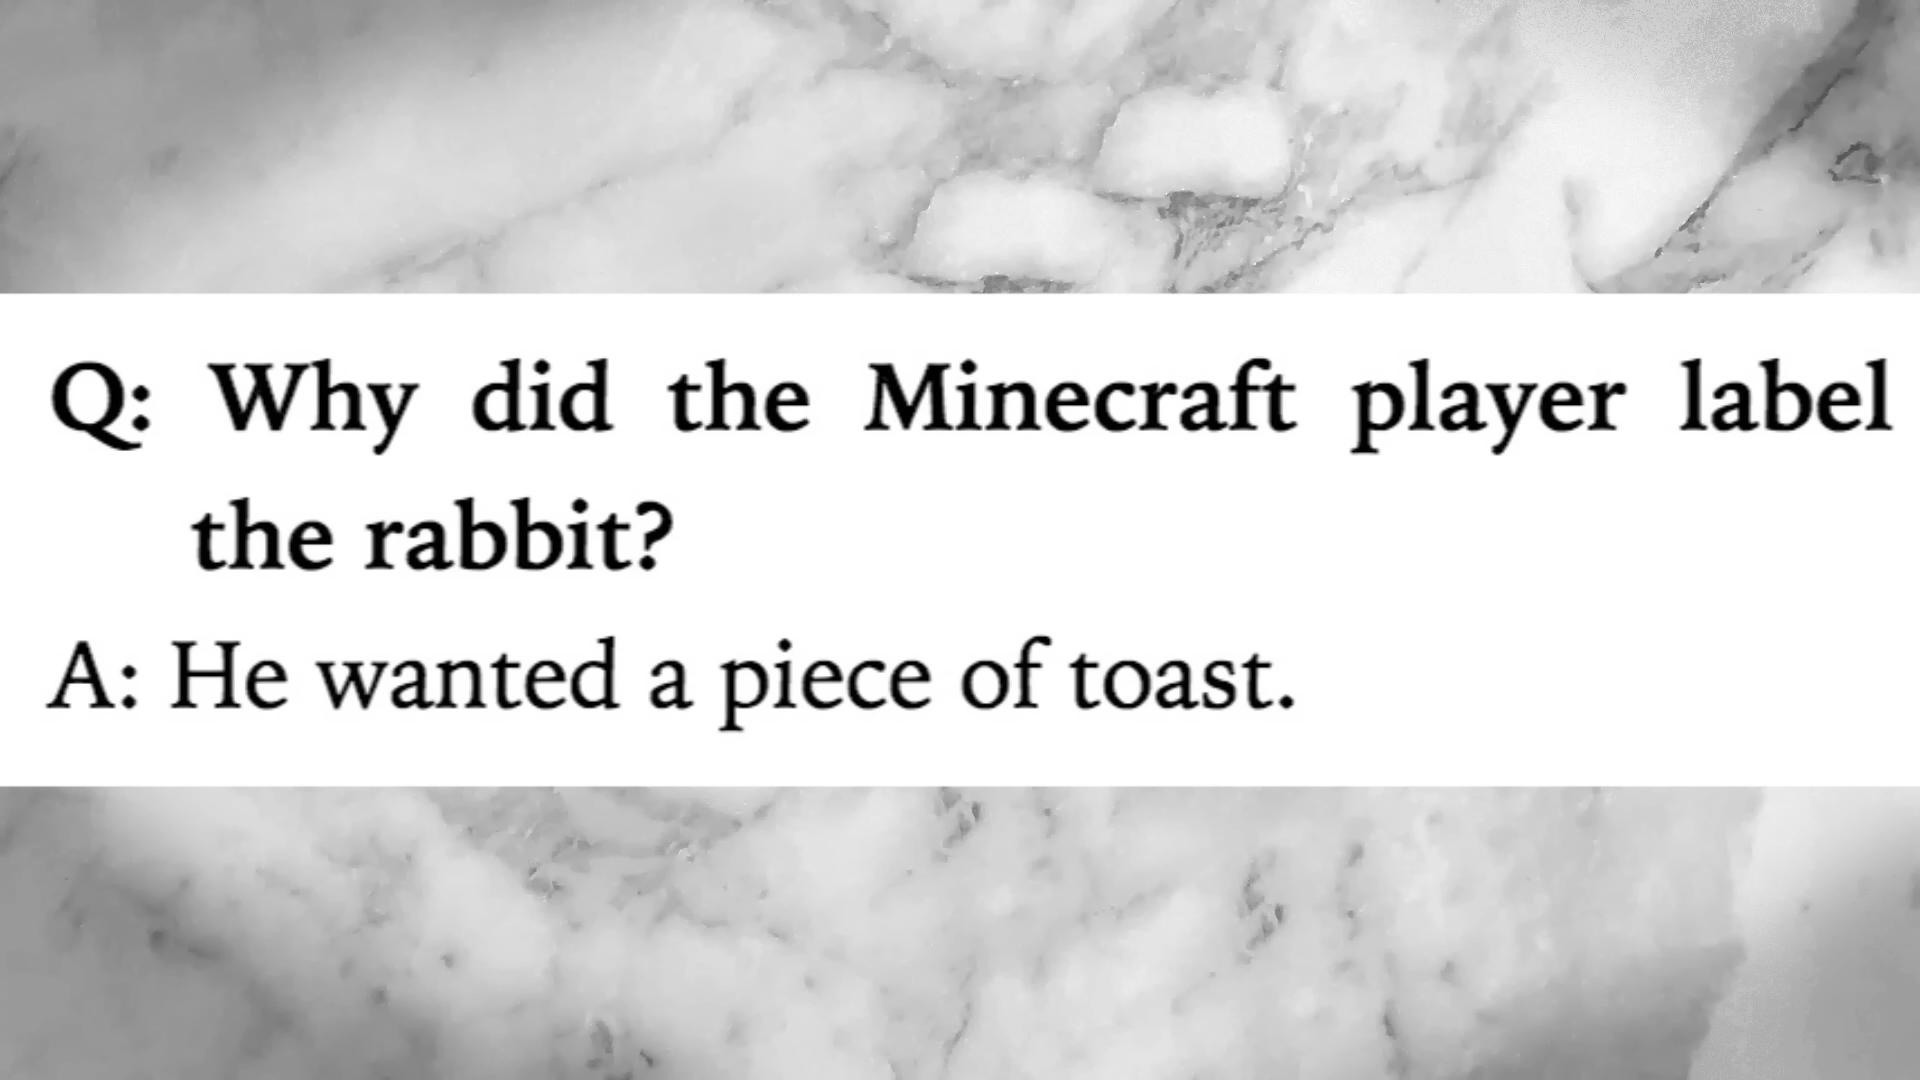 Q: Why did the Minecraft player label
the rabbit?
A: He wanted a piece of toast.